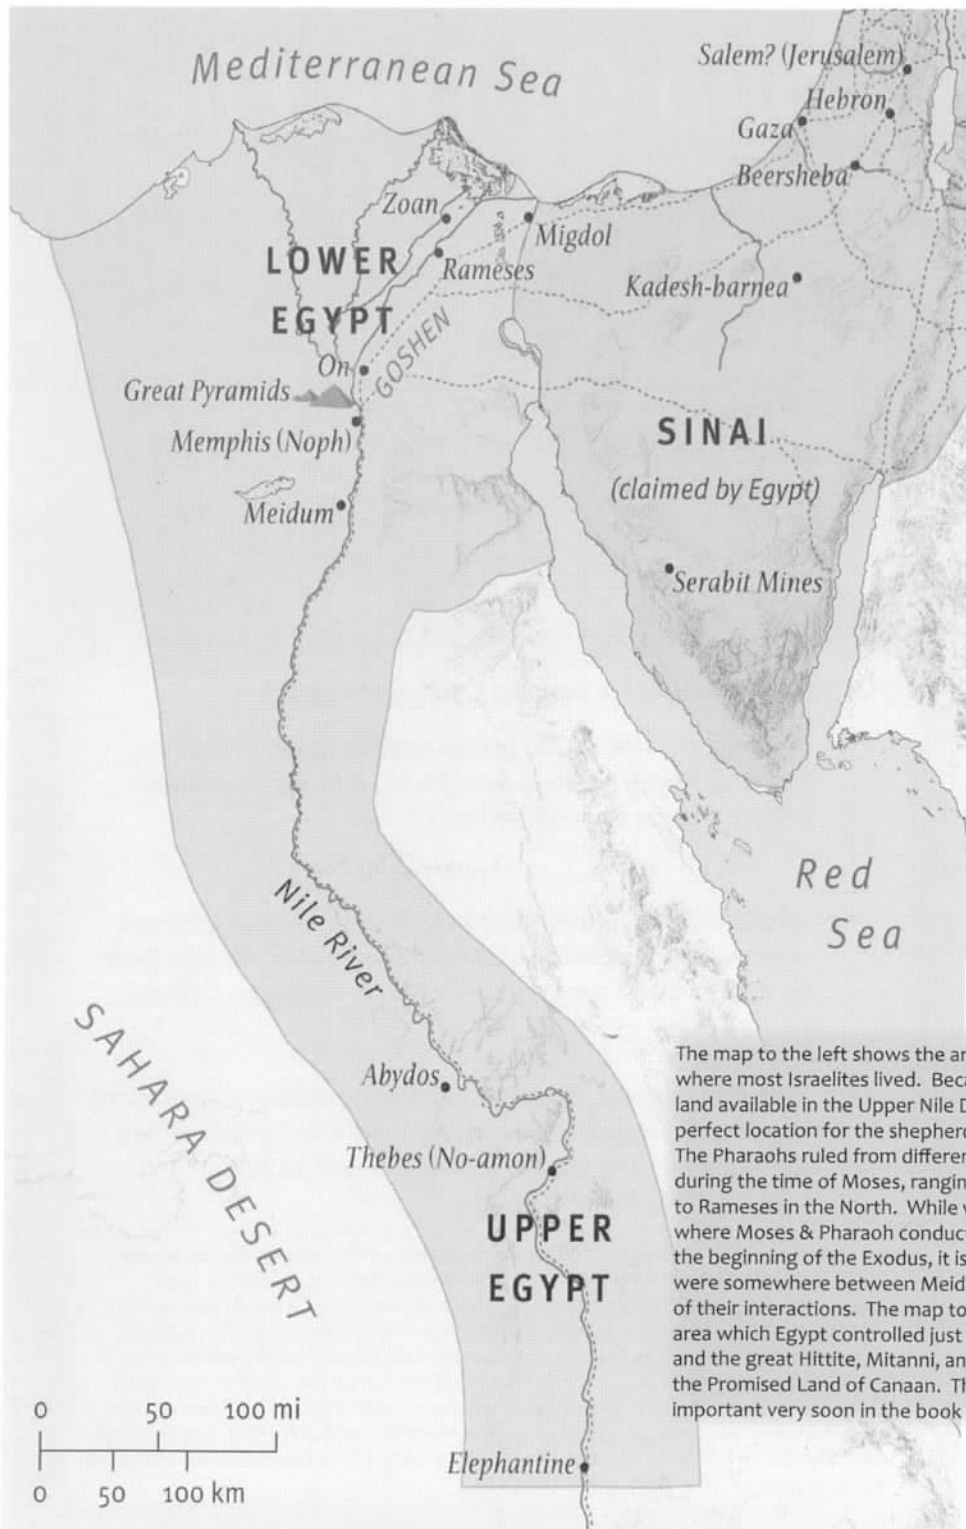 Mediterranean Sea
Salem? (Jerusalem)
Hebron
Gaza
Beersheba
Zoan
Migdol
LOWER
EGYPT
Rameses
Kadesh-barnea
GOSHEN
On
Great Pyramids
Memphis (Noph)
SINAI
(claimed by Egypt)
Meidum
Serabit Mines
Nile River
Red
Sea
SAHARA DESERT
Abydos
Thebes (No-amon)
UPPER
EGYPT
Elephantine
The map to the left shows the ar
where most Israelites lived. Beca
land available in the Upper Nile D
perfect location for the shepherd
The Pharaohs ruled from differen
during the time of Moses, rangin
to Rameses in the North. While w
where Moses & Pharaoh conduct
the beginning of the Exodus, it is
were somewhere between Meid
of their interactions. The map to
area which Egypt controlled just
and the great Hittite, Mitanni, an
the Promised Land of Canaan. Th
important very soon in the book
0 50 100 mi
0 50 100 km